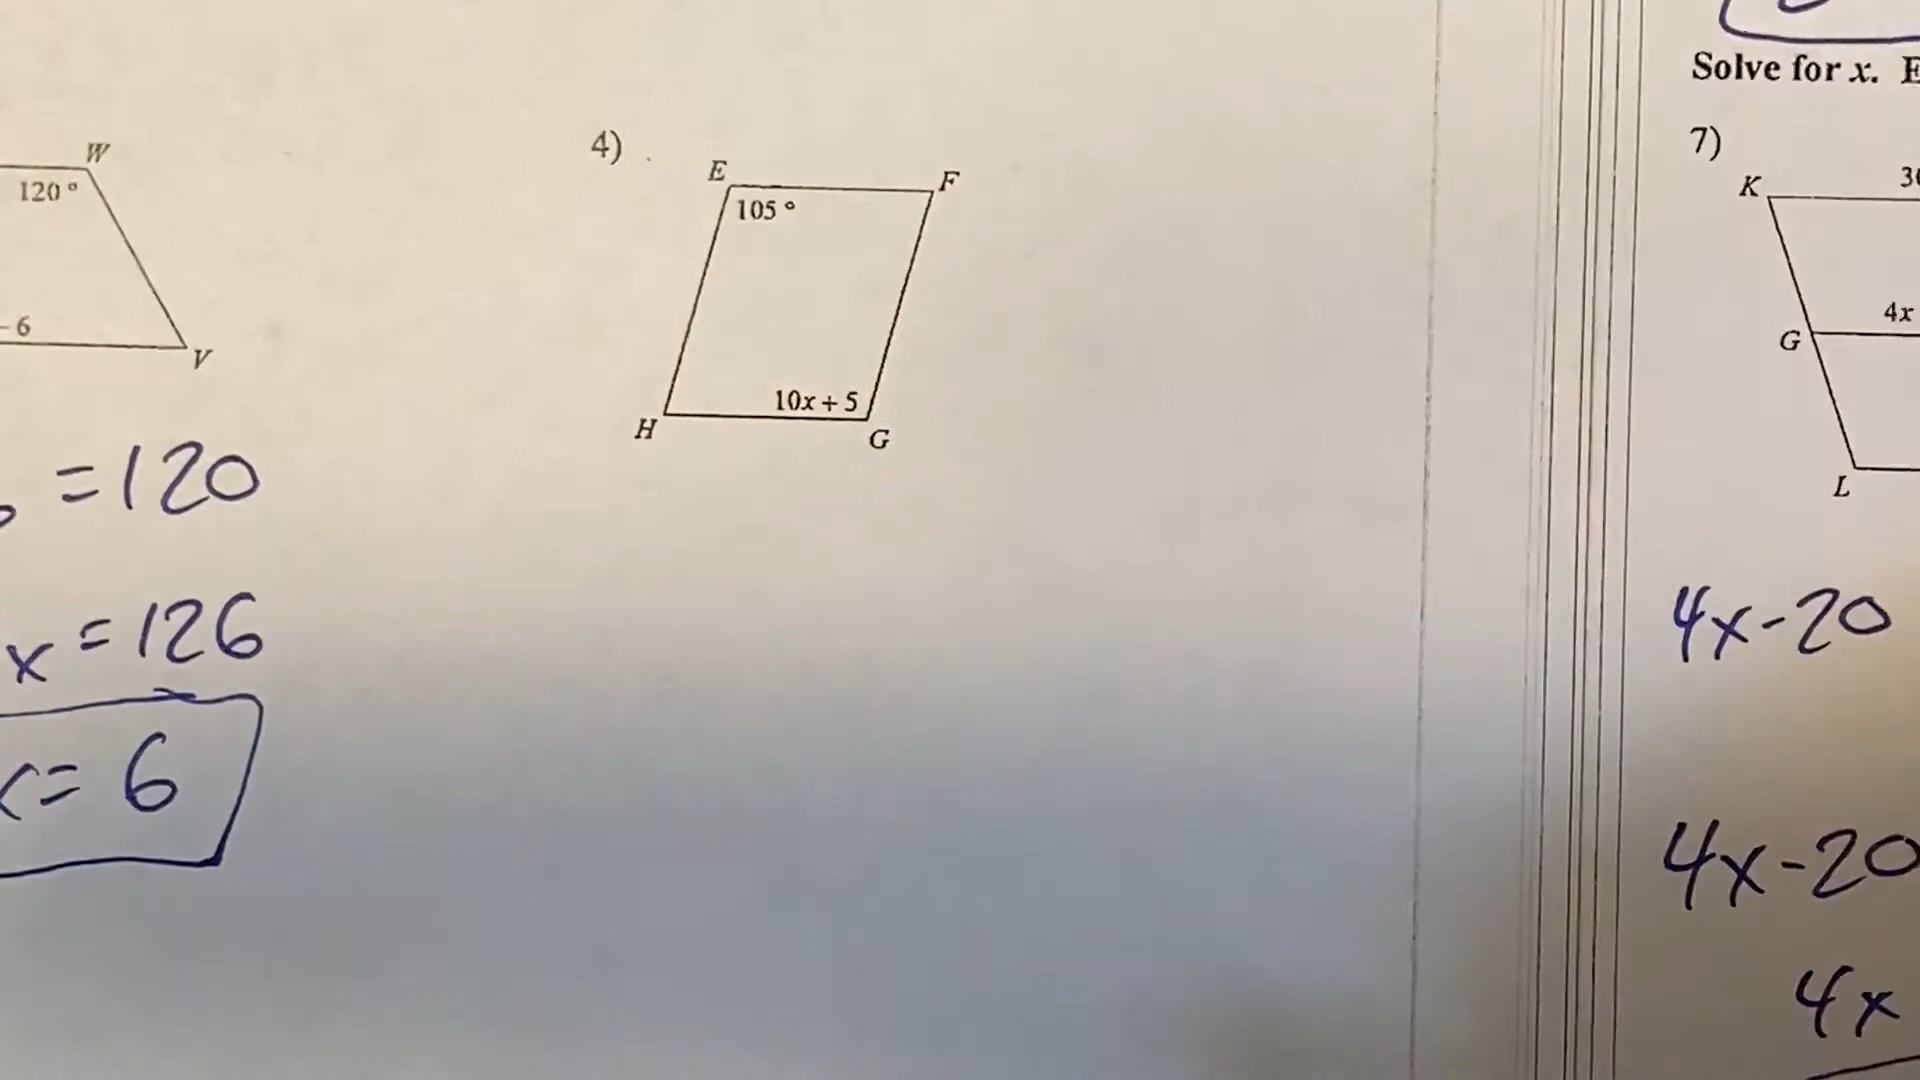 W
120°
- 6
V
= 120
x = 126
x = 6
4)
E
F
105°
10x + 5
H
G
Solve for x.
7)
K
4x
G
L
4x - 20
4x - 20
4x